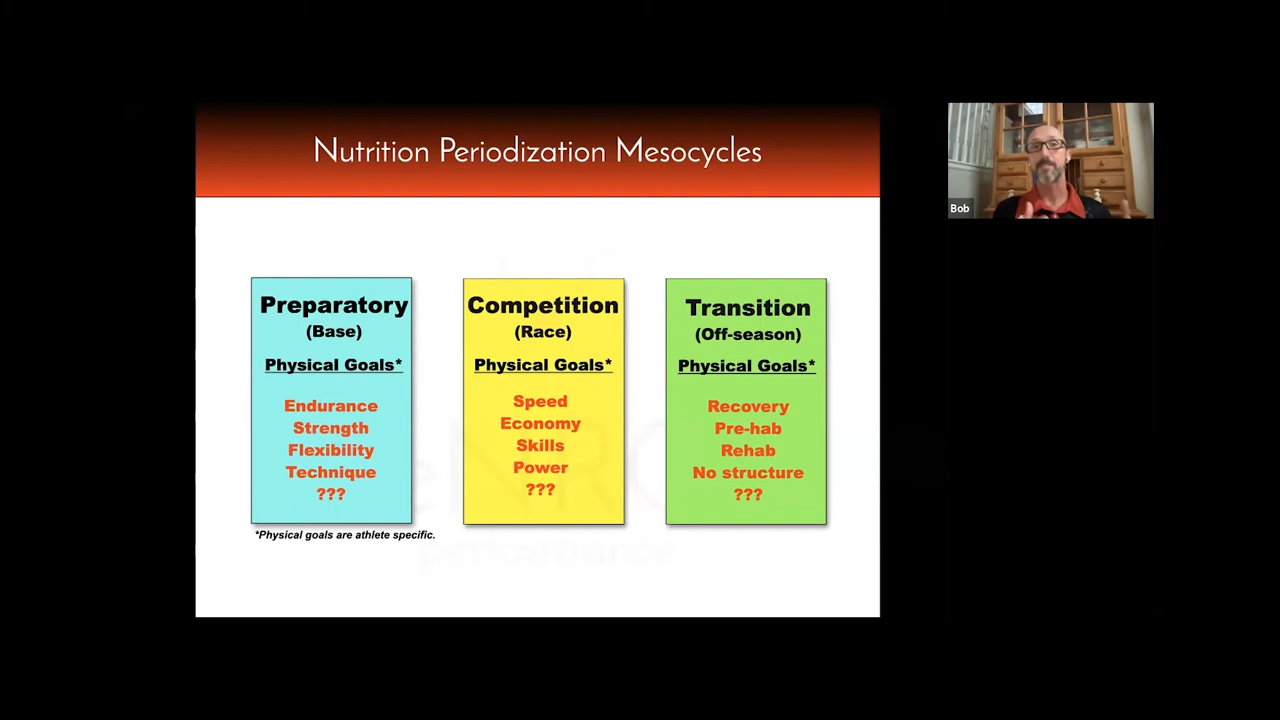 Nutrition Periodization Mesocycles
Preparatory
(Base)
Physical Goals*
Endurance
Strength
Flexibility
Technique
???
Competition
(Race)
Physical Goals*
Speed
Economy
Skills
Power
???
Transition
(Off-season)
Physical Goals*
Recovery
Pre-hab
Rehab
No structure
???
*Physical goals are athlete specific.
Bob